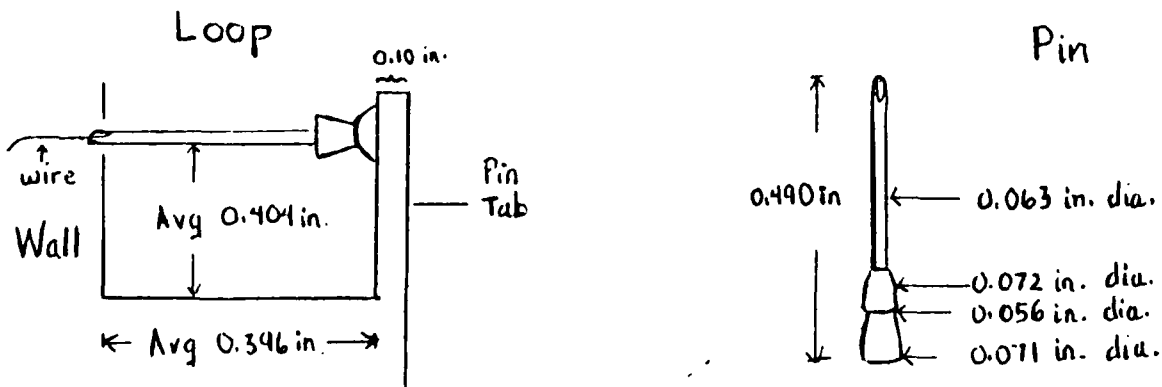 Loop
0.10 in.
wire
Wall
Avg 0.404 in.
Avg 0.396 in.
Pin
Tab
Pin
0.490 in
0.063 in. dia.
0.072 in. dia.
0.056 in. dia.
0.071 in. dia.